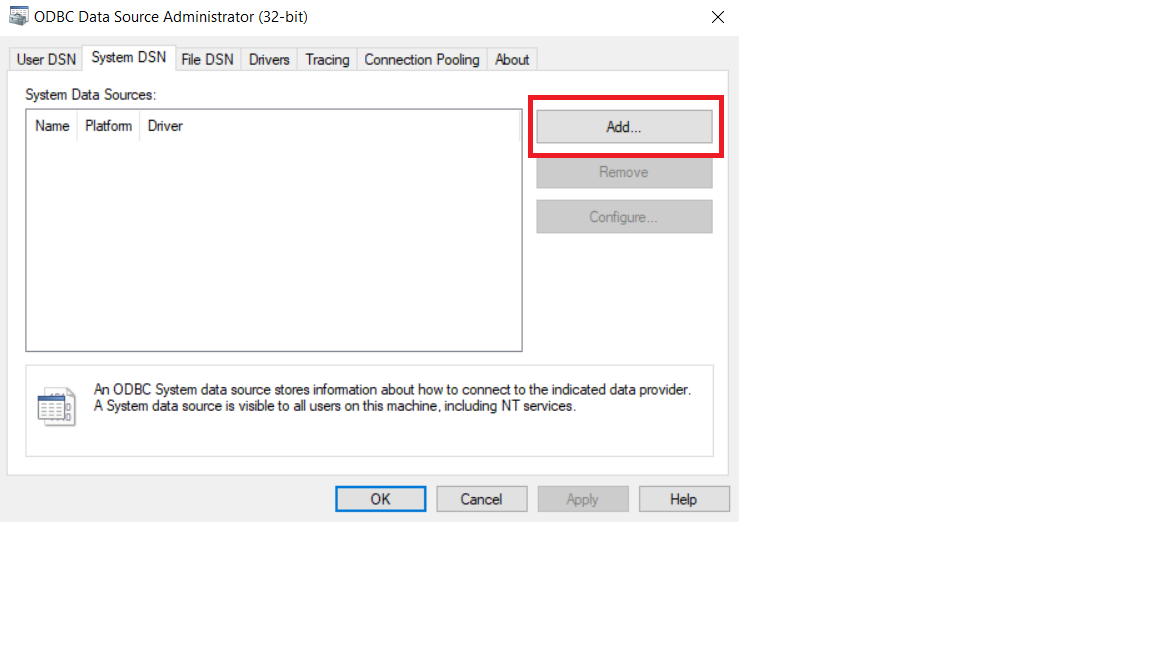 ODBC Data Source Administrator (32-bit)
User DSN System DSN File DSN Drivers Tracing Connection Pooling About
System Data Sources:
Name Platform Driver
Add...
Remove
Configure...
An ODBC System data source stores information about how to connect to the indicated data provider.
A System data source is visible to all users on this machine, including NT services.
OK Cancel Apply Help